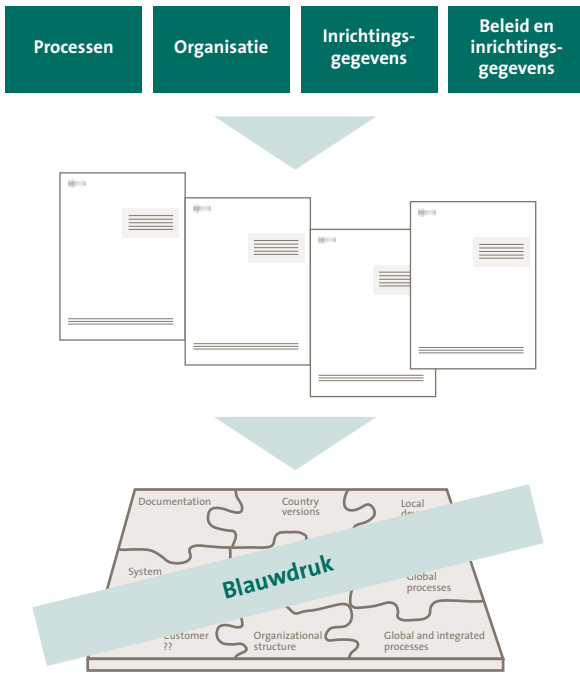 Processen
Organisatie
Inrichtings-
gegevens
Beleid en
inrichtings-
gegevens
Documentation
Country
versions
Local
System
Blauwdruk
Global
processes
Customer
??
Organizational
structure
Global and integrated
processes